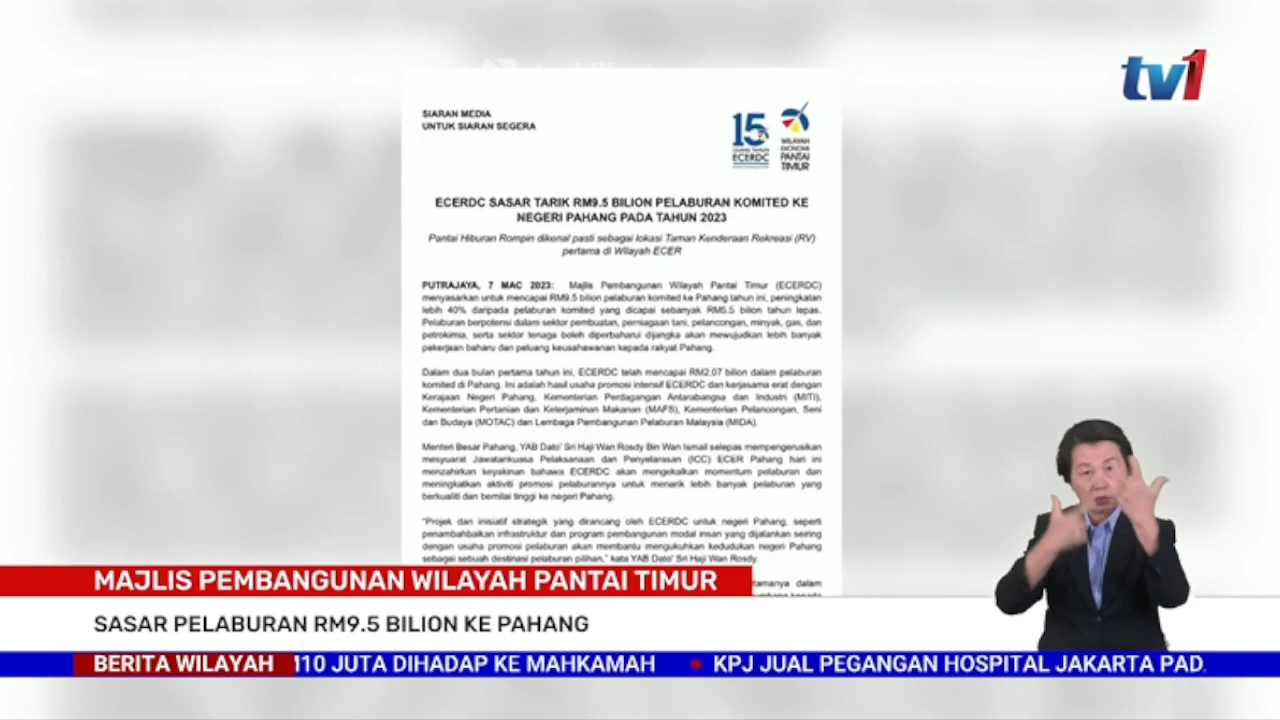 tv1
SIARAN MEDIA
UNTUK SIARAN SEGERA
15
ECERDC
WILAYAH
EKONOMI
PANTAI
TIMUR
ECERDC SASAR TARIK RM9.5 BILION PELABURAN KOMITED KE
NEGERI PAHANG PADA TAHUN 2023
Pantai Hiburan Rompin dikenal pasti sebagai lokasi Taman Kenderaan Rekreasi (RV)
pertama di Wilayah ECER
PUTRAJAYA, 7 MAC 2023: Majlis Pembangunan Wilayah Pantai Timur (ECERDC)
menyasarkan untuk mencapai RM9.5 bilion pelaburan komited ke Pahang tahun ini, peningkatan
lebih 40% daripada pelaburan komited yang dicapai sebanyak RM5.5 bilion tahun lepas.
Pelaburan berpotensi dalam sektor pembuatan, perniagaan tani, pelancongan, minyak, gas, dan
petrokimia, serta sektor tenaga boleh diperbaharui dijangka akan mewujudkan lebih banyak
pekerjaan baharu dan peluang keusahawanan kepada rakyat Pahang.
Dalam dua bulan pertama tahun ini, ECERDC telah mencapai RM2.07 bilion dalam pelaburan
komited di Pahang. Ini adalah hasil usaha promosi intensif ECERDC dan kerjasama erat dengan
Kerajaan Negeri Pahang, Kementerian Perdagangan Antarabangsa dan Industri (MITI),
Kementerian Pertanian dan Keterjaminan Makanan (MAFS), Kementerian Pelancongan, Seni
dan Budaya (MOTAC) dan Lembaga Pembangunan Pelaburan Malaysia (MIDA).
Menteri Besar Pahang, YAB Dato' Sri Haji Wan Rosdy Bin Wan Ismail selepas mempengerusikan
mesyuarat Jawatankuasa Pelaksanaan dan Penyelarasan (ICC) ECER Pahang hari ini
menzahirkan keyakinan bahawa ECERDC akan mengekalkan momentum pelaburan dan
meningkatkan aktiviti promosi pelaburannya untuk menarik lebih banyak pelaburan yang
berkualiti dan bernilai tinggi ke negeri Pahang.
"Projek dan inisiatif strategik yang dirancang oleh ECERDC untuk negeri Pahang, seperti
penambahbaikan infrastruktur dan program pembangunan modal insan yang dijalankan seiring
dengan usaha promosi pelaburan akan membantu mengukuhkan kedudukan negeri Pahang
sebagai sebuah destinasi pelaburan pilihan," kata YAB Dato' Sri Haji Wan Rosdy.
dalam
MAJLIS PEMBANGUNAN WILAYAH PANTAI TIMUR
SASAR PELABURAN RM9.5 BILION KE PAHANG
BERITA WILAYAH 10 JUTA DIHADAP KE MAHKAMAH • KPJ JUAL PEGANGAN HOSPITAL JAKARTA PAD